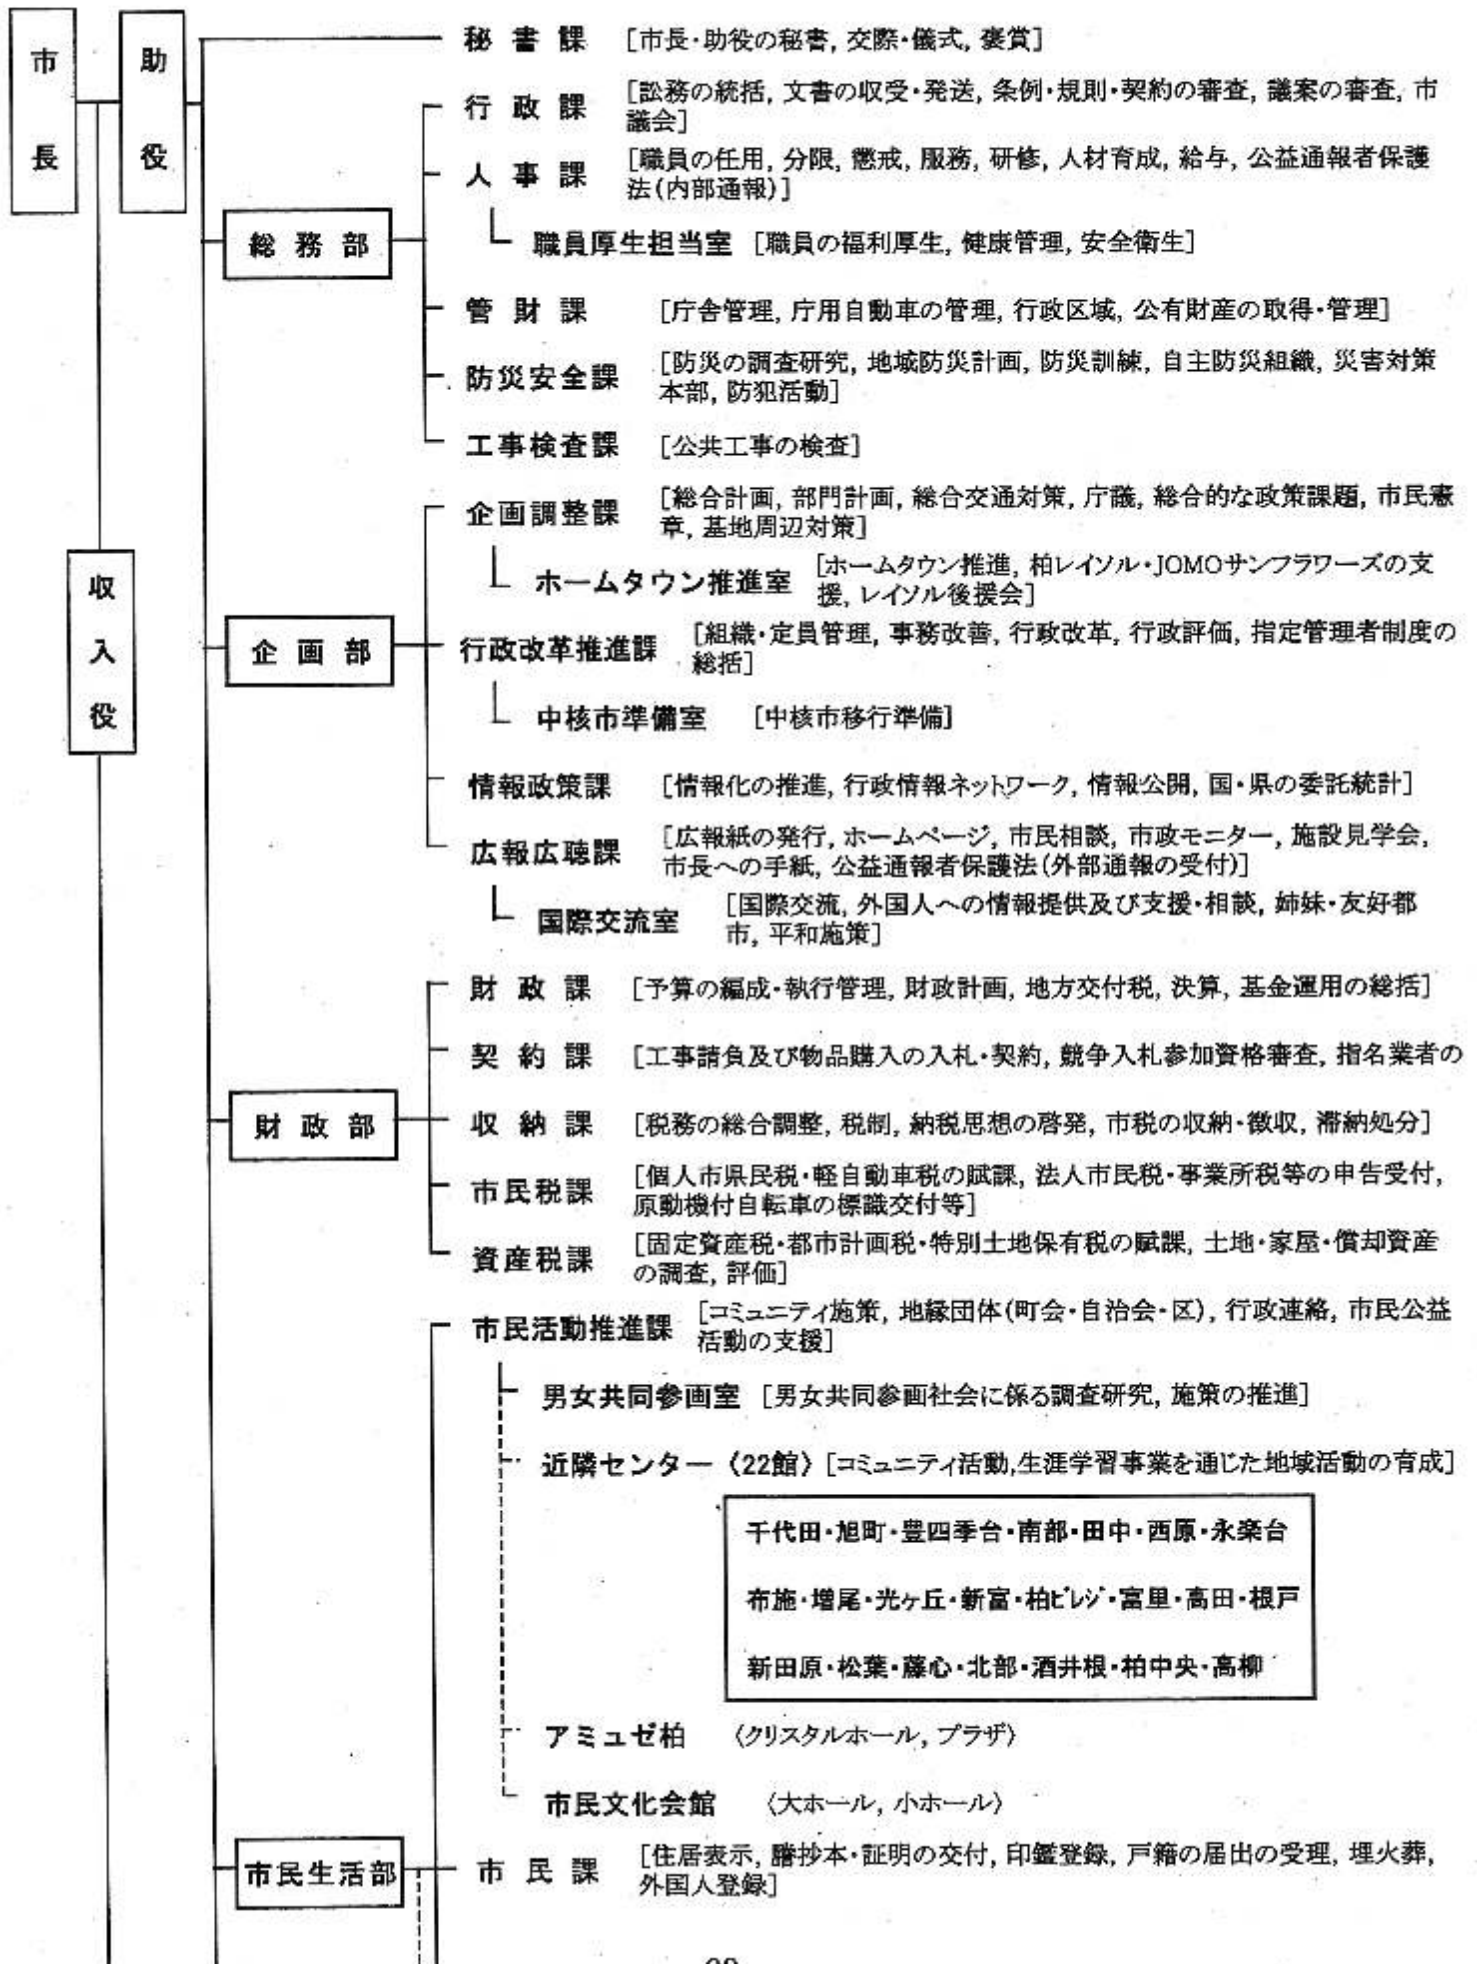 市長
助役
収入役
秘書課 [市長・助役の秘書, 交際・儀式, 褒賞]
総務部
行政課 [訟務の統括, 文書の収受・発送, 条例・規則・契約の審査, 議案の審査, 市
議会]
人事課 [職員の任用, 分限, 懲戒, 服務, 研修, 人材育成, 給与, 公益通報者保護
法(内部通報)]
職員厚生担当室 [職員の福利厚生, 健康管理, 安全衛生]
管財課 [庁舎管理, 庁用自動車の管理, 行政区域, 公有財産の取得・管理]
防災安全課 [防災の調査研究, 地域防災計画, 防災訓練, 自主防災組織, 災害対策
本部, 防犯活動]
工事検査課 [公共工事の検査]
企画部
企画調整課 [総合計画, 部門計画, 総合交通対策, 庁議, 総合的な政策課題, 市民憲
章, 基地周辺対策]
ホームタウン推進室 [ホームタウン推進, 柏レイソル・JOMOサンフラワーズの支
援, レイソル後援会]
行政改革推進課 [組織・定員管理, 事務改善, 行政改革, 行政評価, 指定管理者制度の
総括]
中核市準備室 [中核市移行準備]
情報政策課 [情報化の推進, 行政情報ネットワーク, 情報公開, 国・県の委託統計]
広報広聴課 [広報紙の発行, ホームページ, 市民相談, 市政モニター, 施設見学会,
市長への手紙, 公益通報者保護法(外部通報の受付)]
国際交流室 [国際交流, 外国人への情報提供及び支援・相談, 姉妹・友好都
市, 平和施策]
財政部
財政課 [予算の編成・執行管理, 財政計画, 地方交付税, 決算, 基金運用の総括]
契約課 [工事請負及び物品購入の入札・契約, 競争入札参加資格審査, 指名業者の
収納課 [税務の総合調整, 税制, 納税思想の啓発, 市税の収納・徴収, 滞納処分]
市民税課 [個人市県民税・軽自動車税の賦課, 法人市民税・事業所税等の申告受付,
原動機付自転車の標識交付等]
資産税課 [固定資産税・都市計画税・特別土地保有税の賦課, 土地・家屋・償却資産
の調査, 評価]
市民活動推進課 [コミュニティ施策, 地縁団体(町会・自治会・区), 行政連絡, 市民公益
活動の支援]
男女共同参画室 [男女共同参画社会に係る調査研究, 施策の推進]
近隣センター〈22館〉[コミュニティ活動,生涯学習事業を通じた地域活動の育成]
千代田・旭町・豊四季台・南部・田中・西原・永楽台
布施・増尾・光ヶ丘・新富・柏ビレジ・富里・高田・根戸
新田原・松葉・藤心・北部・酒井根・柏中央・高柳
アミュゼ柏 〈クリスタルホール, プラザ〉
市民文化会館 〈大ホール, 小ホール〉
市民生活部
市民課 [住居表示, 謄抄本・証明の交付, 印鑑登録, 戸籍の届出の受理, 埋火葬,
外国人登録]